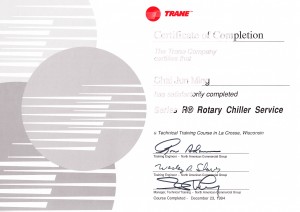 TRANE
Certificate of Completion
The Trane Company
certifies that
has satisfactorily completed
Series R® Rotary Chiller Service
a Technical Training Course in La Crosse, Wisconsin
Training Engineer - North American Commercial Group
Training Engineer - North American Commercial Group
Manager, Technical Training - North American Commercial Group
Course Completed - December 22, 1994